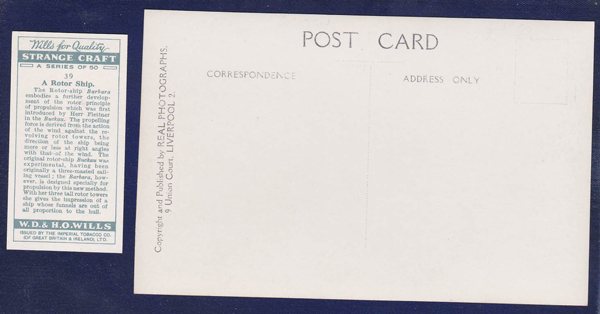 Wills's for Quality
STRANGE CRAFT
A SERIES OF 50
39
A Rotor Ship.
The Rotor-ship Barbara
embodies a further develop-
ment of the rotor principle
of propulsion which was first
introduced by Herr Flettner
in the Buckau. The propelling
force is derived from the action
of the wind against the re-
volving rotor towers, the
direction of the ship being
more or less at right angles
with that of the wind. The
original rotor-ship Buckau was
experimental, having been
originally a three-masted sail-
ing vessel; the Barbara, how-
ever, is designed specially for
propulsion by this new method.
With her three tall rotor towers
she gives the impression of a
ship whose funnels are out of
all proportion to the hull.
W.D.& H.O.WILLS
ISSUED BY THE IMPERIAL TOBACCO CO.
(OF GREAT BRITAIN & IRELAND), LTD.
Copyright and Published by REAL PHOTOGRAPHS.
9 Union Court, LIVERPOOL 2.
POST CARD
CORRESPONDENCE
ADDRESS ONLY